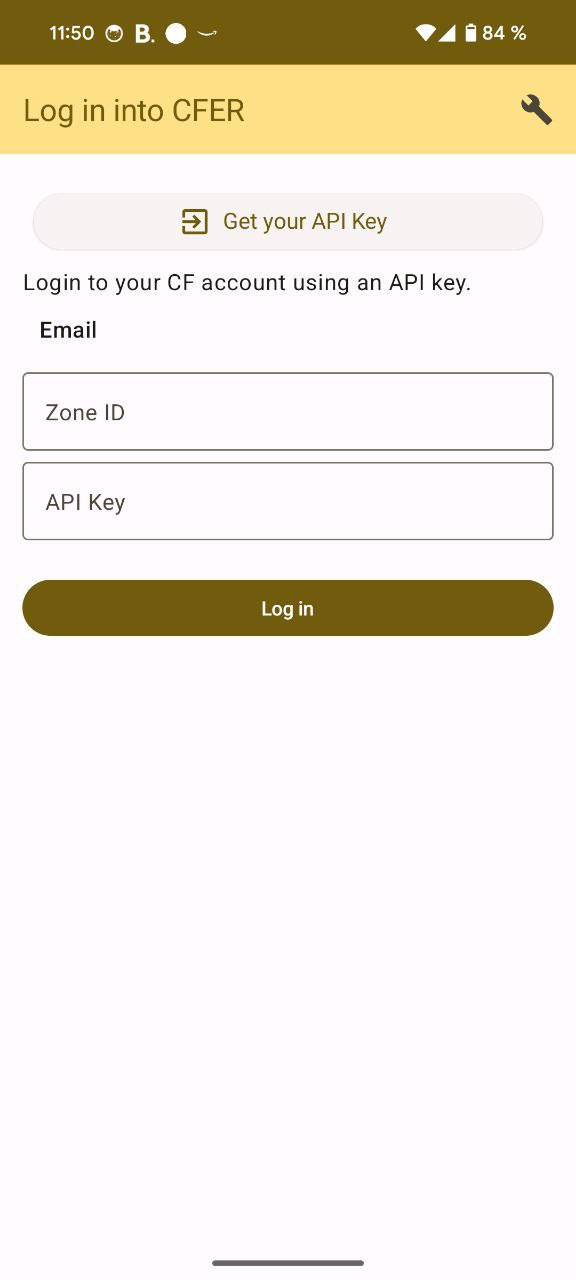 11:50 B. 84 %
Log in into CFER
Get your API Key
Login to your CF account using an API key.
Email
Zone ID
API Key
Log in